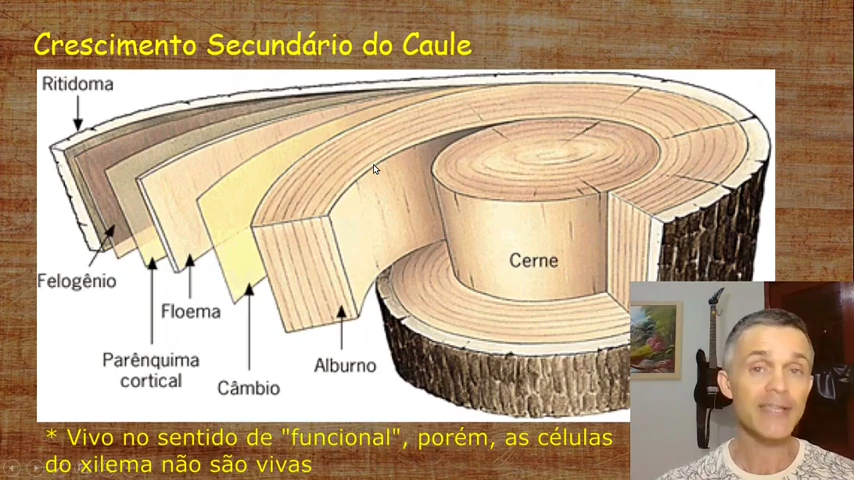 Crescimento Secundário do Caule
Ritidoma
Cerne
Felogênio
Floema
Parênquima
cortical
Alburno
Câmbio
* Vivo no sentido de "funcional", porém, as células
do xilema não são vivas